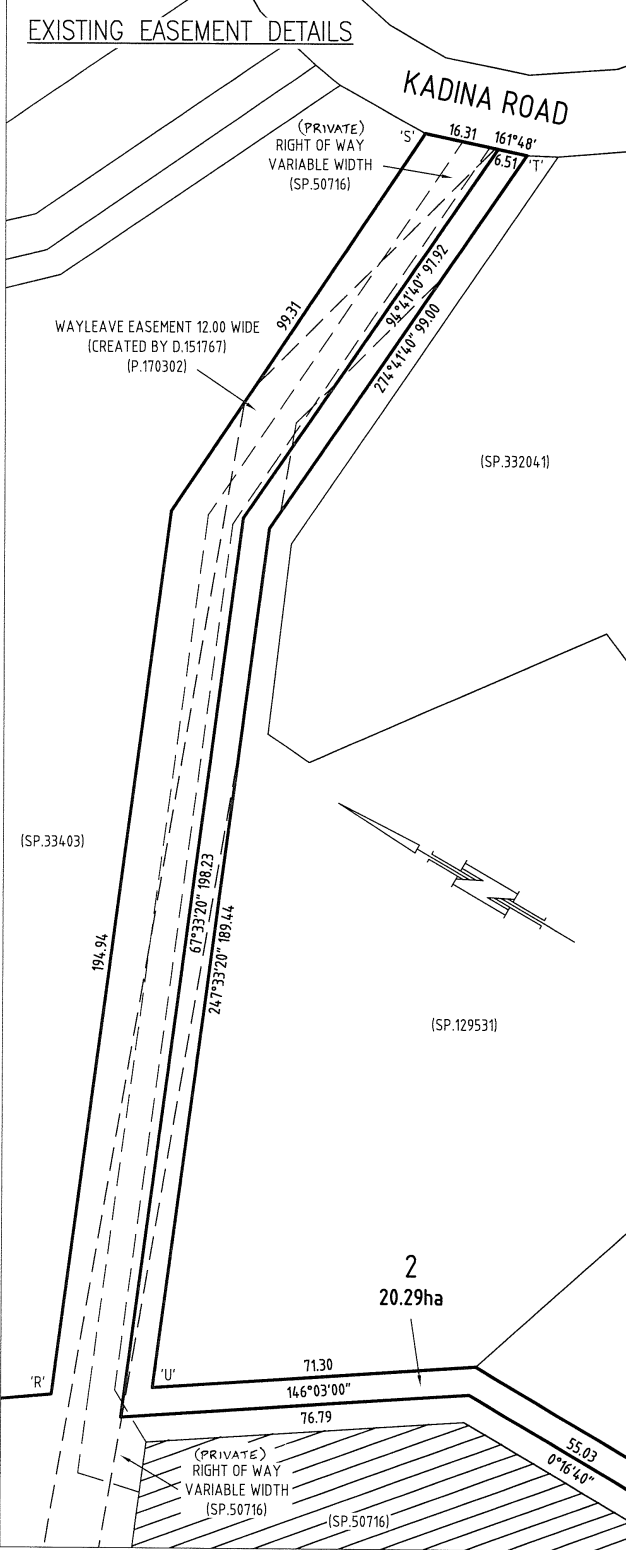 EXISTING EASEMENT DETAILS
KADINA ROAD
(PRIVATE)
RIGHT OF WAY
VARIABLE WIDTH
(SP.50716)
'S'
16.31
161°48'
6.51
'T'
99.31
94°41'40" 97.92
274°41'40" 99.00
WAYLEAVE EASEMENT 12.00 WIDE
(CREATED BY D.151767)
(P.170302)
(SP.332041)
(SP.33403)
194.94
67°33'20" 198.23
247°33'20" 189.44
(SP.129531)
2
20.29ha
'R'
'U'
71.30
146°03'00"
76.79
55.03
0°16'40"
(PRIVATE)
RIGHT OF WAY
VARIABLE WIDTH
(SP.50716)
(SP.50716)